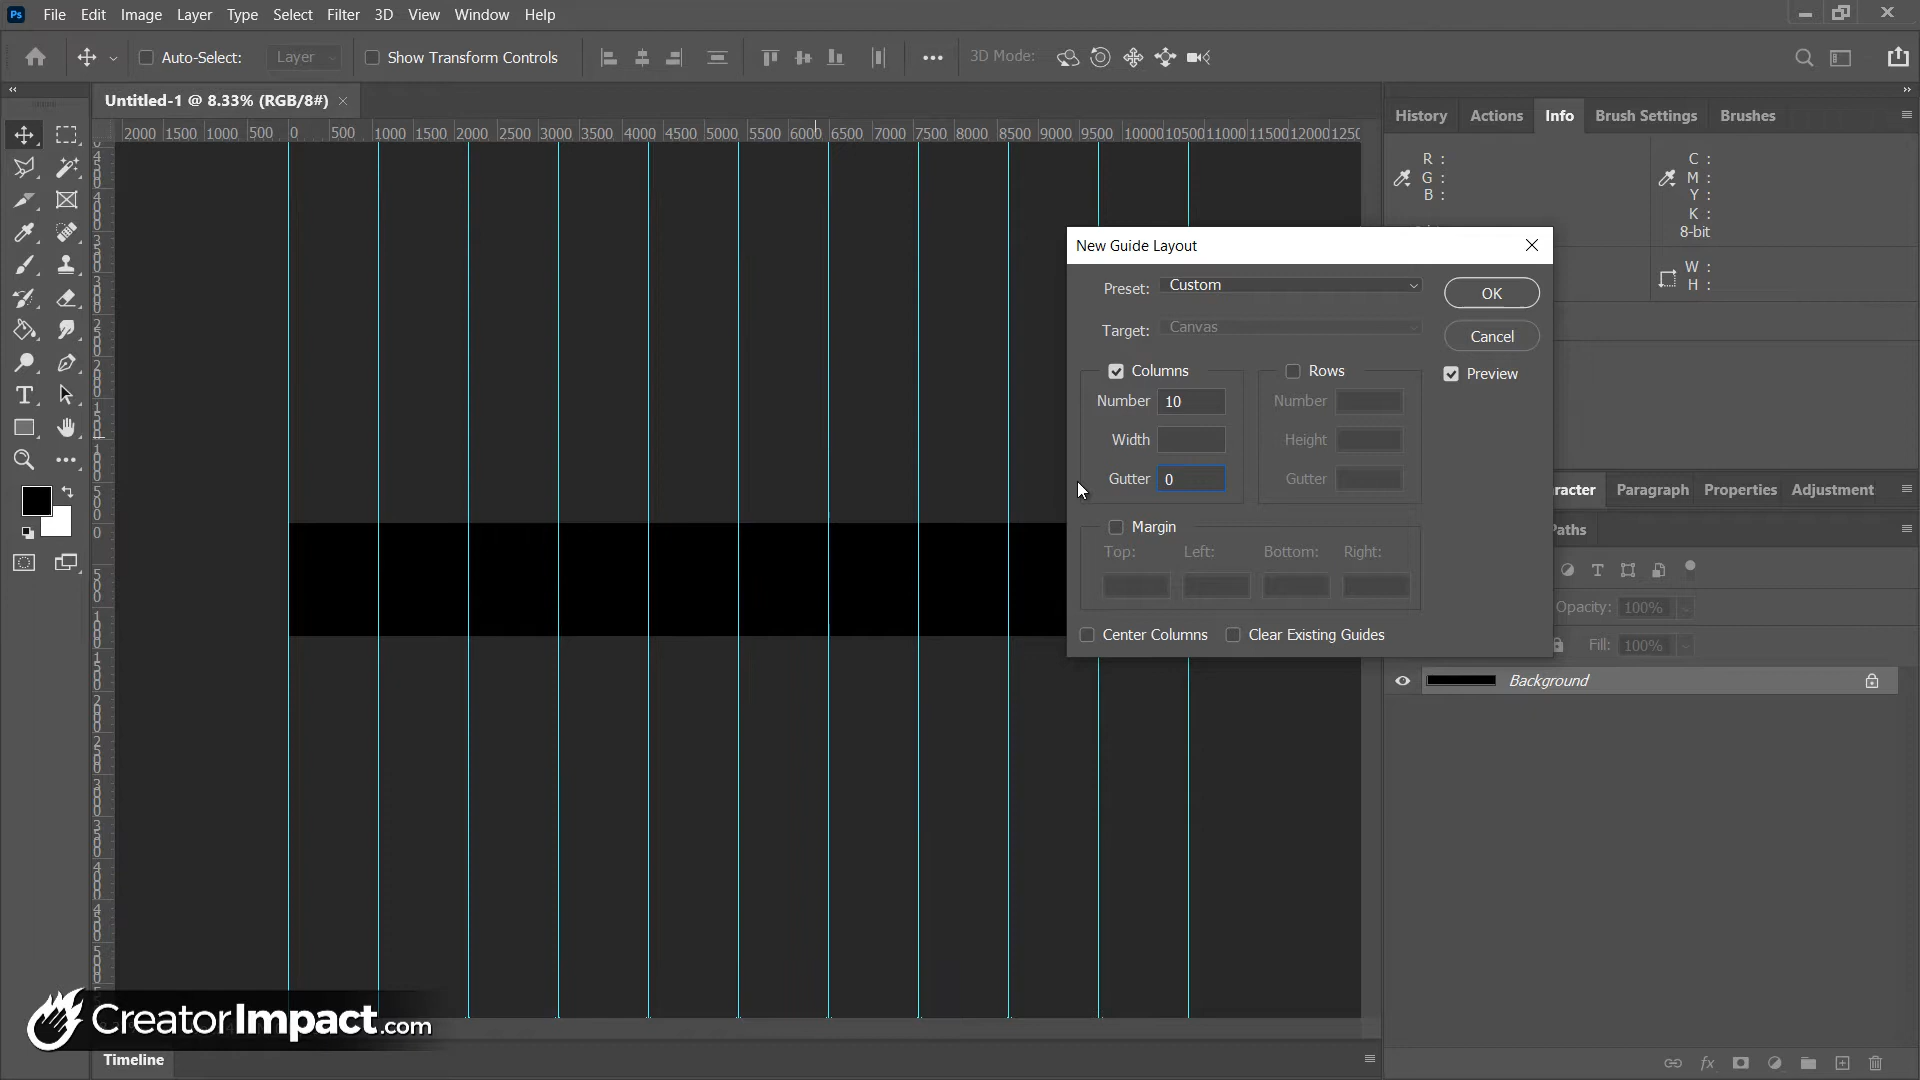 Ps File Edit Image Layer Type Select Filter 3D View Window Help
Auto-Select: Layer Show Transform Controls 3D Mode:
Untitled-1 @ 8.33% (RGB/8#)
2000 1500 1000 500 0 500 1000 1500 2000 2500 3000 3500 4000 4500 5000 5500 6000 6500 7000 7500 8000 8500 9000 9500 10000 10500 11000 11500 12000 1250
History Actions Info Brush Settings Brushes
R :
G :
B :
C :
M :
Y :
K :
8-bit
W :
H :
New Guide Layout
Preset: Custom
OK
Target: Canvas
Cancel
Columns
Rows
Preview
Number 10
Number
Width
Height
Gutter 0
Gutter
Margin
Top: Left: Bottom: Right:
Center Columns Clear Existing Guides
racter Paragraph Properties Adjustment
Paths
Opacity: 100%
Fill: 100%
Background
fx
CreatorImpact.com
Timeline